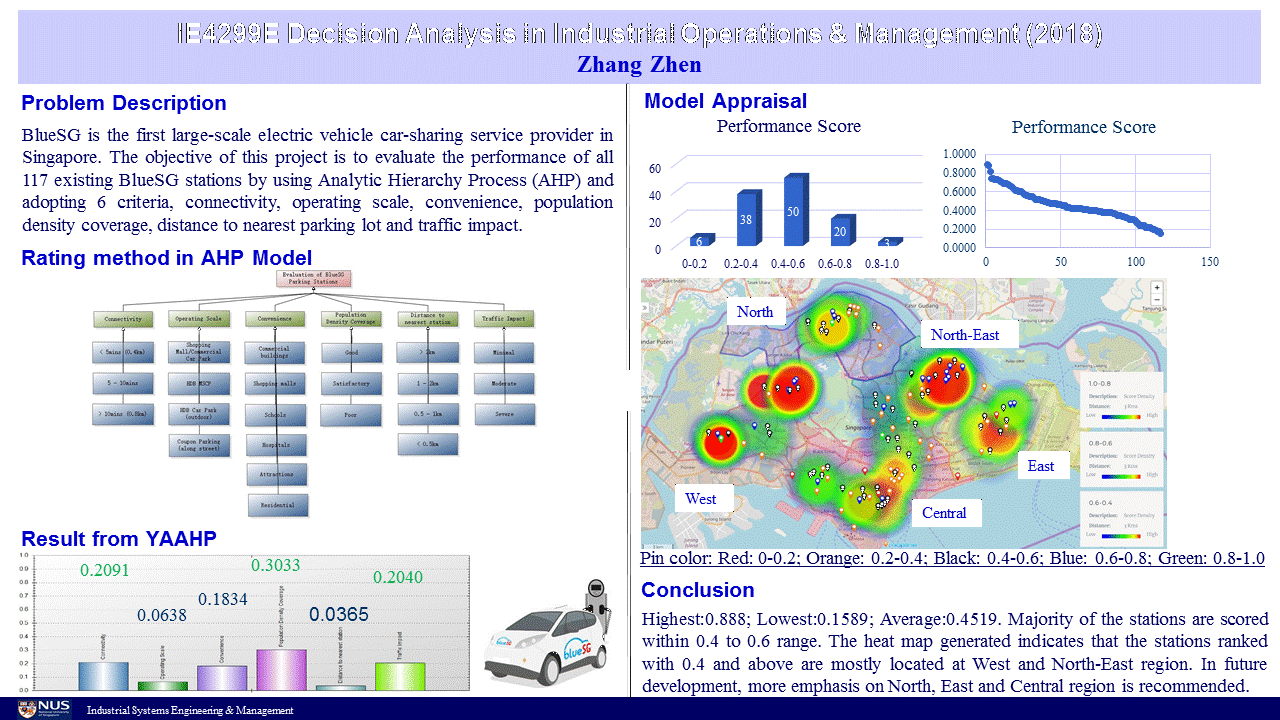 IE4299E Decision Analysis in Industrial Operations & Management (2018)
Zhang Zhen
Problem Description
BlueSG is the first large-scale electric vehicle car-sharing service provider in
Singapore. The objective of this project is to evaluate the performance of all
117 existing BlueSG stations by using Analytic Hierarchy Process (AHP) and
adopting 6 criteria, connectivity, operating scale, convenience, population
density coverage, distance to nearest parking lot and traffic impact.
Rating method in AHP Model
Evaluation of BlueSG
Parking Stations
Connectivity
Operating Scale
Convenience
Population
Density Coverage
Distance to
nearest station
Traffic Impact
< 5mins (0.4km)
Shopping
Mall/Commercial
Car Park
Commercial
buildings
Good
> 2km
Minimal
5 - 10mins
HDB MSCP
Shopping malls
Satisfactory
1 - 2km
Moderate
> 10mins (0.8km)
HDB Car Park
(outdoor)
Schools
Poor
0.5 - 1km
Severe
Coupon Parking
(along street)
Hospitals
< 0.5km
Attractions
Residential
Result from YAAHP
1.0
0.9
0.8
0.7
0.6
0.5
0.4
0.3
0.2
0.1
0.0
0.2091
0.0638
0.1834
0.3033
0.0365
0.2040
Connectivity
Operating Scale
Convenience
Population Density Coverage
Distance to nearest station
Traffic Impact
blueSG
blueSG
Model Appraisal
Performance Score
60
40
20
0
6
38
50
20
3
0-0.2
0.2-0.4
0.4-0.6
0.6-0.8
0.8-1.0
Performance Score
1.0000
0.8000
0.6000
0.4000
0.2000
0.0000
0
50
100
150
North
North-East
East
West
Central
Singapore
+
−
1.0-0.8
Description: Score Density
Distance: 3 Kms
Low High
0.8-0.6
Description: Score Density
Distance: 3 Kms
Low High
0.6-0.4
Description: Score Density
Distance: 3 Kms
Low High
Pin color: Red: 0-0.2; Orange: 0.2-0.4; Black: 0.4-0.6; Blue: 0.6-0.8; Green: 0.8-1.0
Conclusion
Highest:0.888; Lowest:0.1589; Average:0.4519. Majority of the stations are scored
within 0.4 to 0.6 range. The heat map generated indicates that the stations ranked
with 0.4 and above are mostly located at West and North-East region. In future
development, more emphasis on North, East and Central region is recommended.
NUS
National University
of Singapore
Industrial Systems Engineering & Management